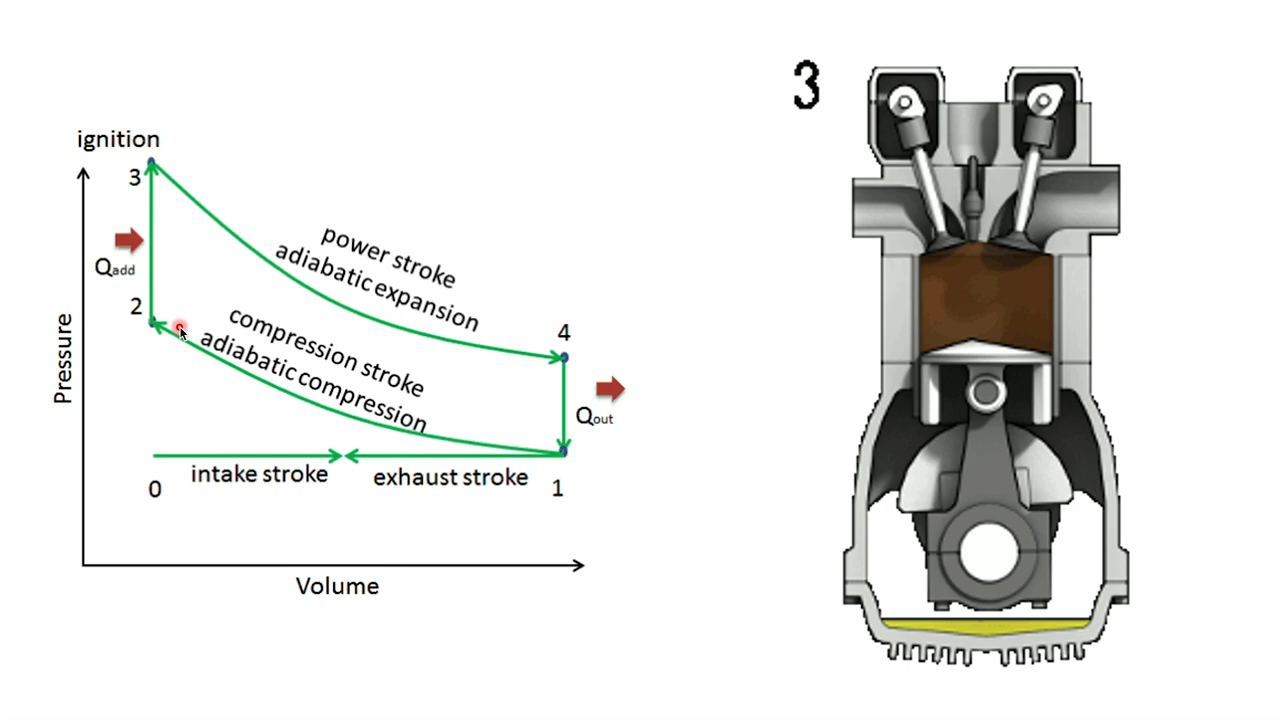 ignition
3
Qadd
2
power stroke
adiabatic expansion
compression stroke
adiabatic compression
4
Qout
intake stroke
exhaust stroke
0
1
Pressure
Volume
3